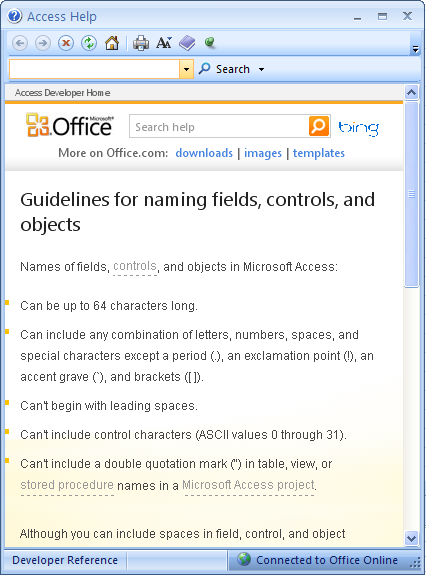 Access Help
Search
Access Developer Home
Microsoft®
Office
Search help
bing
More on Office.com: downloads | images | templates
Guidelines for naming fields, controls, and
objects
Names of fields, controls, and objects in Microsoft Access:
Can be up to 64 characters long.
Can include any combination of letters, numbers, spaces, and
special characters except a period (.), an exclamation point (!), an
accent grave (`), and brackets ([ ]).
Can't begin with leading spaces.
Can't include control characters (ASCII values 0 through 31).
Can't include a double quotation mark (") in table, view, or
stored procedure names in a Microsoft Access project.
Although you can include spaces in field, control, and object
Developer Reference
Connected to Office Online